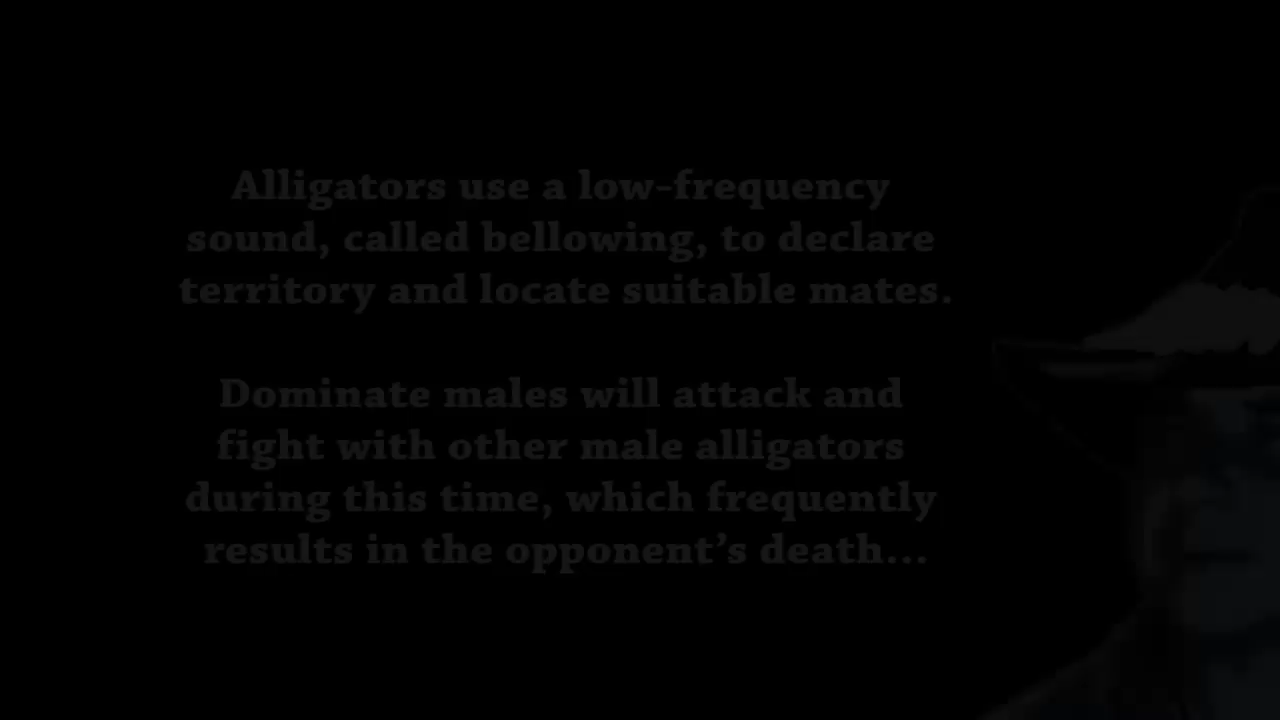 Alligators use a low-frequency
sound, called bellowing, to declare
territory and locate suitable mates.
Dominate males will attack and
fight with other male alligators
during this time, which frequently
results in the opponent’s death...